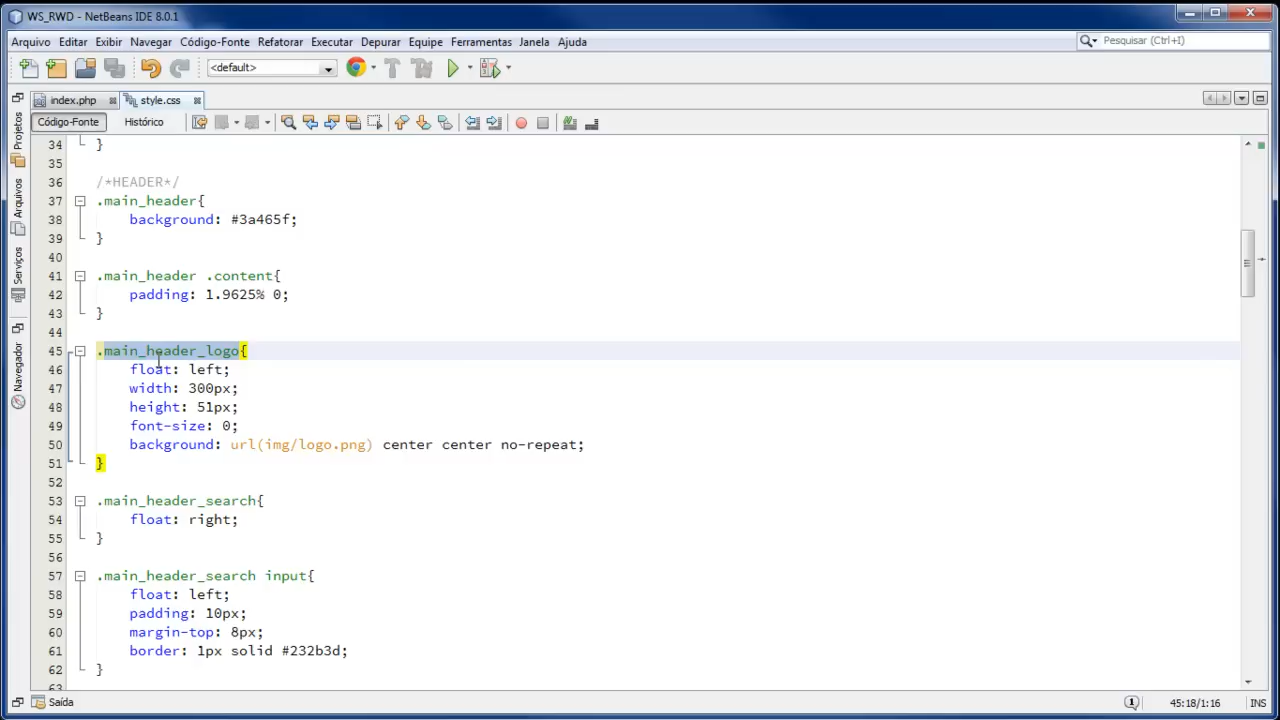 WS_RWD - NetBeans IDE 8.0.1
Arquivo Editar Exibir Navegar Código-Fonte Refatorar Executar Depurar Equipe Ferramentas Janela Ajuda
Pesquisar (Ctrl+I)
<default>
index.php style.css
Código-Fonte Histórico
Projetos
Arquivos
Serviços
Navegador
34 }
35
36 /*HEADER*/
37 .main_header{
38 background: #3a465f;
39 }
40
41 .main_header .content{
42 padding: 1.9625% 0;
43 }
44
45 .main_header_logo{
46 float: left;
47 width: 300px;
48 height: 51px;
49 font-size: 0;
50 background: url(img/logo.png) center center no-repeat;
51 }
52
53 .main_header_search{
54 float: right;
55 }
56
57 .main_header_search input{
58 float: left;
59 padding: 10px;
60 margin-top: 8px;
61 border: 1px solid #232b3d;
62 }
63
Saída
1
45:18/1:16 INS